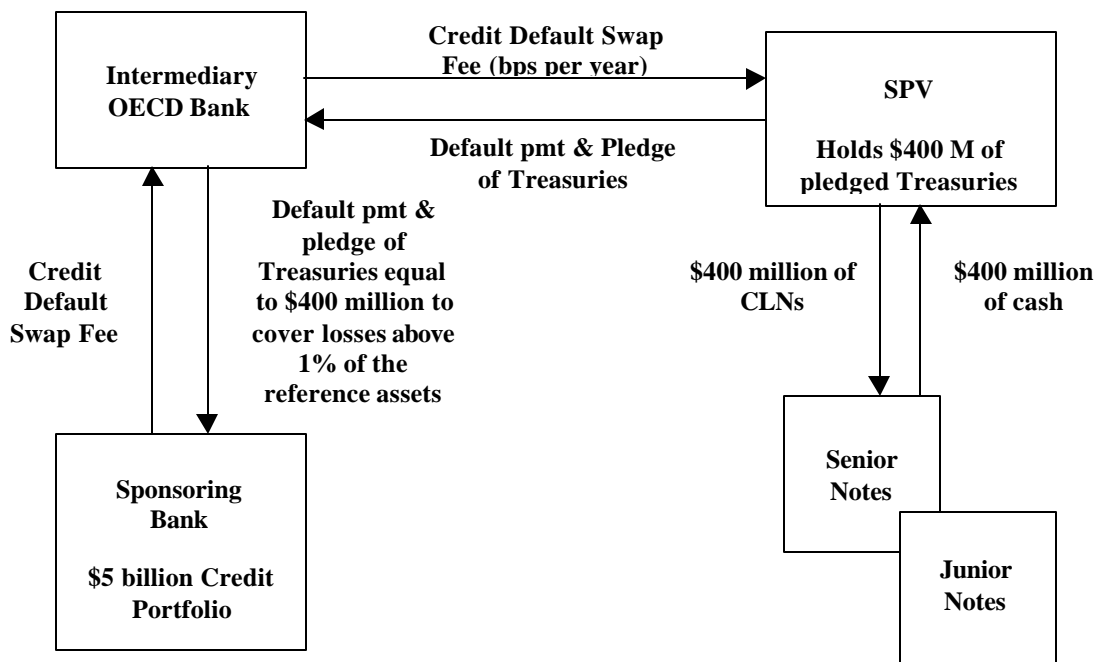 Intermediary
OECD Bank
Credit Default Swap
Fee (bps per year)
Default pmt & Pledge
of Treasuries
SPV
Holds $400 M of
pledged Treasuries
Credit
Default
Swap Fee
Default pmt &
pledge of
Treasuries equal
to $400 million to
cover losses above
1% of the
reference assets
$400 million of
CLNs
$400 million
of cash
Sponsoring
Bank
$5 billion Credit
Portfolio
Senior
Notes
Junior
Notes